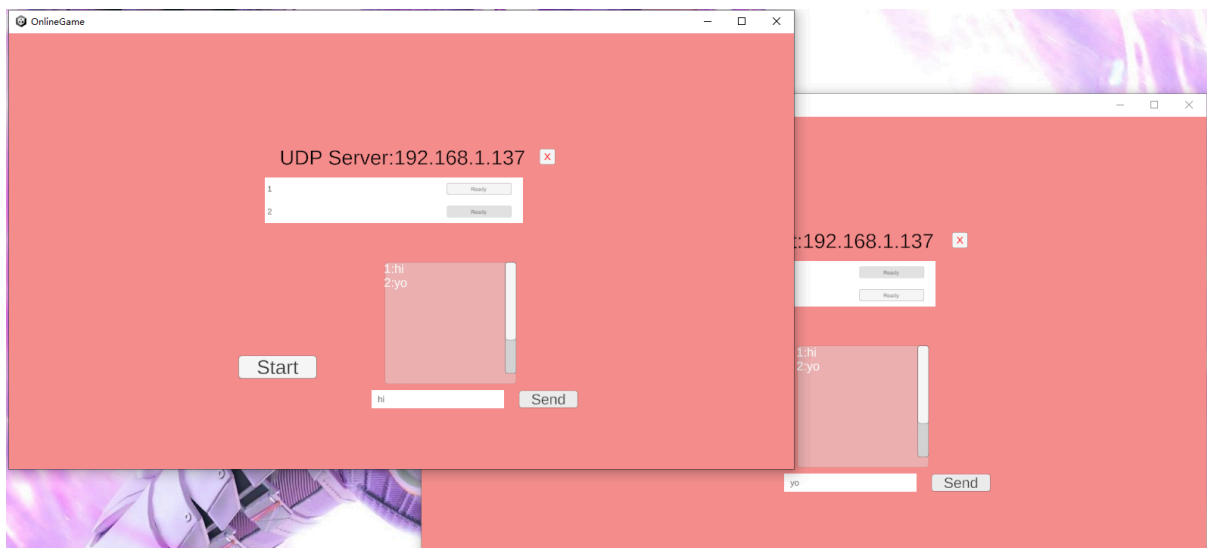 OnlineGame
UDP Server:192.168.1.137
X
1
Ready
2
Ready
1:hi
2:yo
Start
hi
Send
:192.168.1.137
X
Ready
Ready
1:hi
2:yo
yo
Send